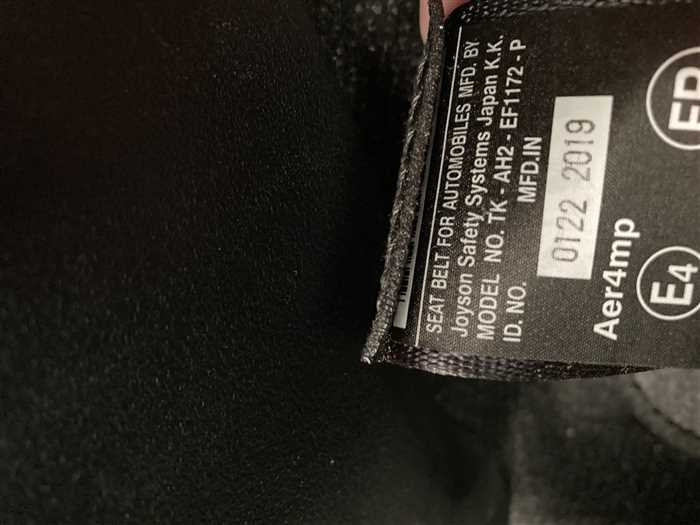 SEAT BELT FOR AUTOMOBILES MFD. BY
Joyson Safety Systems Japan K.K.
MODEL NO. TK - AH2 - EF1172 - P
ID. NO. MFD.IN
0122 2019
Aer4mp
E4